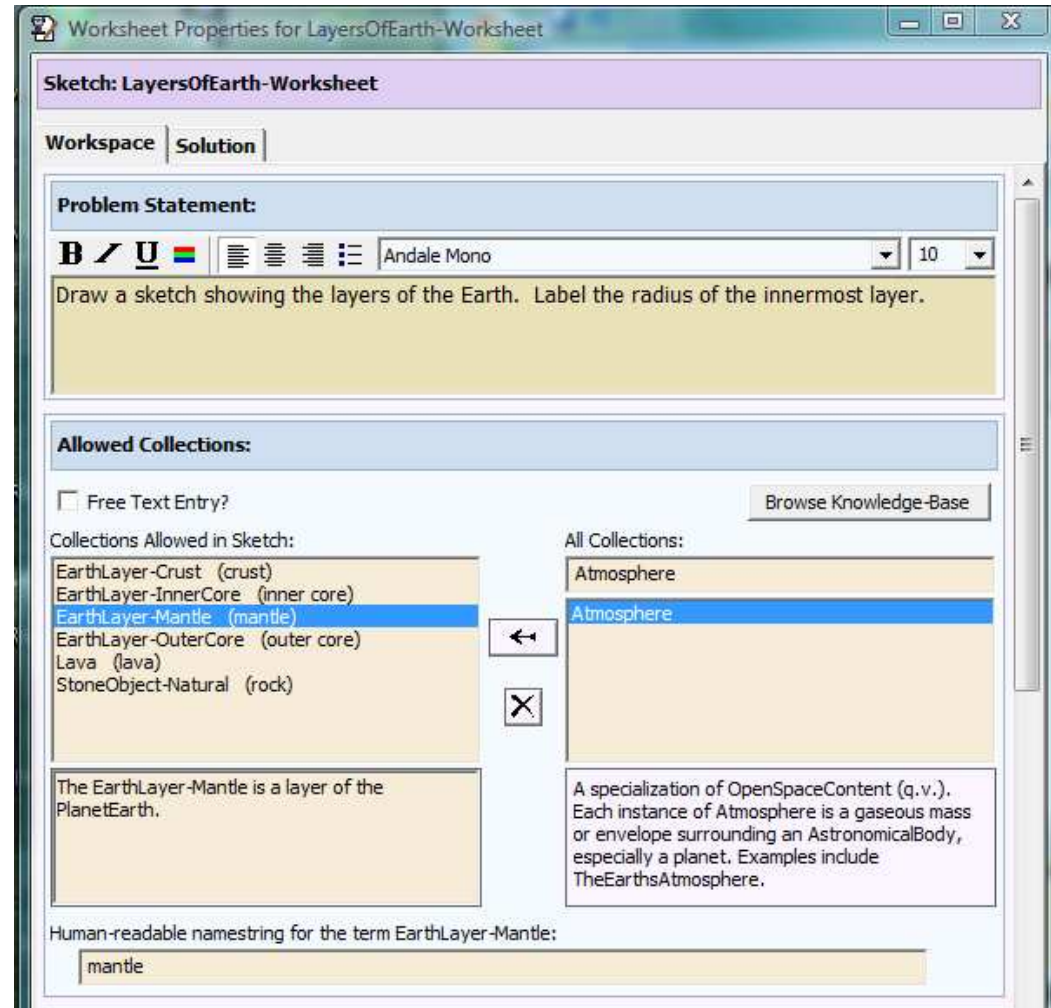 Worksheet Properties for LayersOfEarth-Worksheet
Sketch: LayersOfEarth-Worksheet
Workspace Solution
Problem Statement:
B I U Andale Mono 10
Draw a sketch showing the layers of the Earth. Label the radius of the innermost layer.
Allowed Collections:
Free Text Entry? Browse Knowledge-Base
Collections Allowed in Sketch:
EarthLayer-Crust (crust)
EarthLayer-InnerCore (inner core)
EarthLayer-Mantle (mantle)
EarthLayer-OuterCore (outer core)
Lava (lava)
StoneObject-Natural (rock)
All Collections:
Atmosphere
Atmosphere
The EarthLayer-Mantle is a layer of the
PlanetEarth.
A specialization of OpenSpaceContent (q.v.).
Each instance of Atmosphere is a gaseous mass
or envelope surrounding an AstronomicalBody,
especially a planet. Examples include
TheEarthsAtmosphere.
Human-readable namestring for the term EarthLayer-Mantle:
mantle